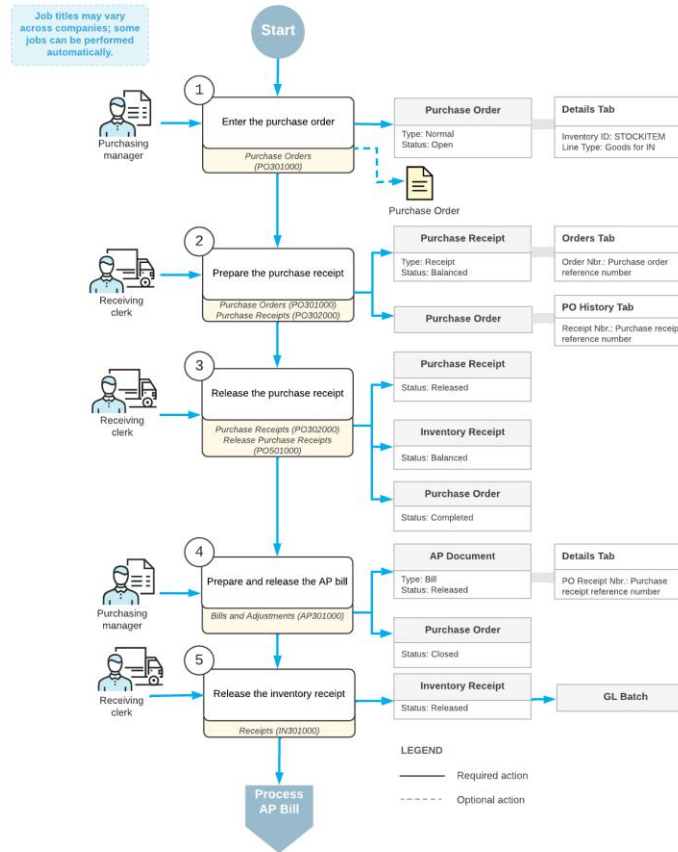 Job titles may vary
across companies; some
jobs can be performed
automatically.
Start
1
Purchasing
manager
Enter the purchase order
Purchase Orders
(PO301000)
Purchase Order
Type: Normal
Status: Open
Details Tab
Inventory ID: STOCKITEM
Line Type: Goods for IN
Purchase Order
2
Receiving
clerk
Prepare the purchase receipt
Purchase Orders (PO301000)
Purchase Receipts (PO302000)
Purchase Receipt
Type: Receipt
Status: Balanced
Orders Tab
Order Nbr.: Purchase order
reference number
Purchase Order
PO History Tab
Receipt Nbr.: Purchase receip
reference number
3
Receiving
clerk
Release the purchase receipt
Purchase Receipts (PO302000)
Release Purchase Receipts
(PO501000)
Purchase Receipt
Status: Released
Inventory Receipt
Status: Balanced
Purchase Order
Status: Completed
4
Purchasing
manager
Prepare and release the AP bill
Bills and Adjustments (AP301000)
AP Document
Type: Bill
Status: Released
Details Tab
PO Receipt Nbr.: Purchase
receipt reference number
Purchase Order
Status: Closed
5
Receiving
clerk
Release the inventory receipt
Receipts (IN301000)
Inventory Receipt
Status: Released
GL Batch
LEGEND
Required action
Optional action
Process
AP Bill